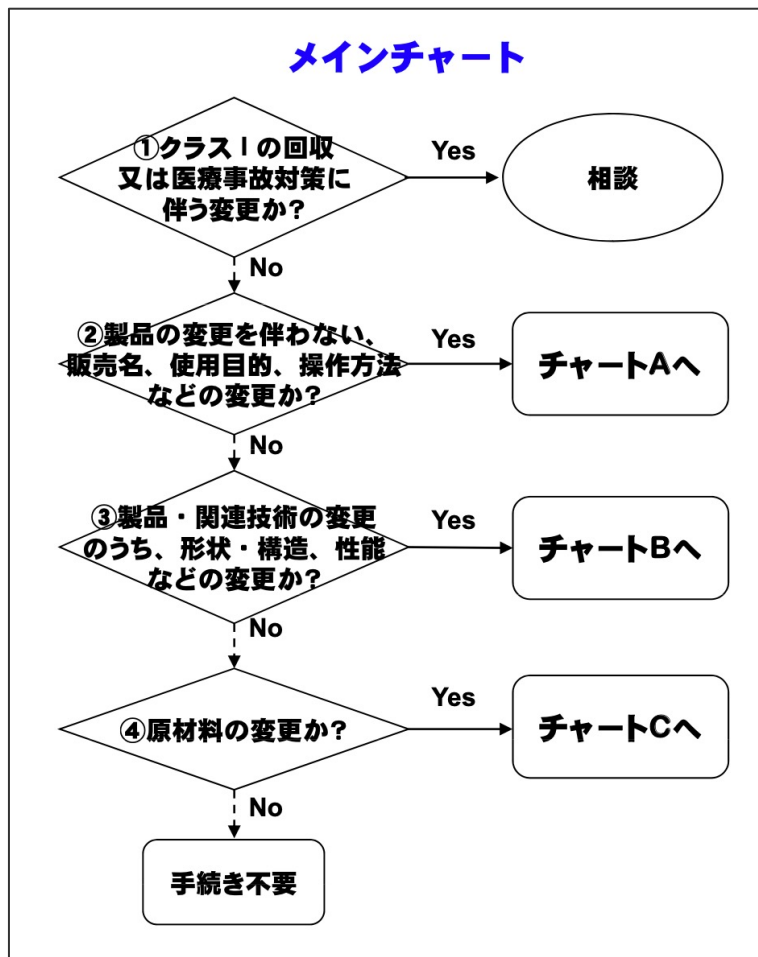 メインチャート
①クラスⅠの回収
又は医療事故対策に
伴う変更か？
Yes
相談
No
②製品の変更を伴わない、
販売名、使用目的、操作方法
などの変更か？
Yes
チャートAへ
No
③製品・関連技術の変更
のうち、形状・構造、性能
などの変更か？
Yes
チャートBへ
No
④原材料の変更か？
Yes
チャートCへ
No
手続き不要